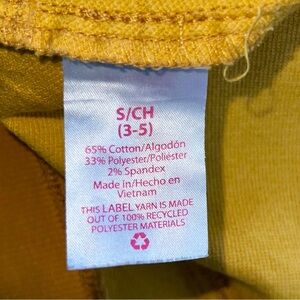 S/CH
(3-5)
65% Cotton/Algodón
33% Polyester/Poliéster
2% Spandex
Made in/Hecho en
Vietnam
THIS LABEL YARN IS MADE
OUT OF 100% RECYCLED
POLYESTER MATERIALS